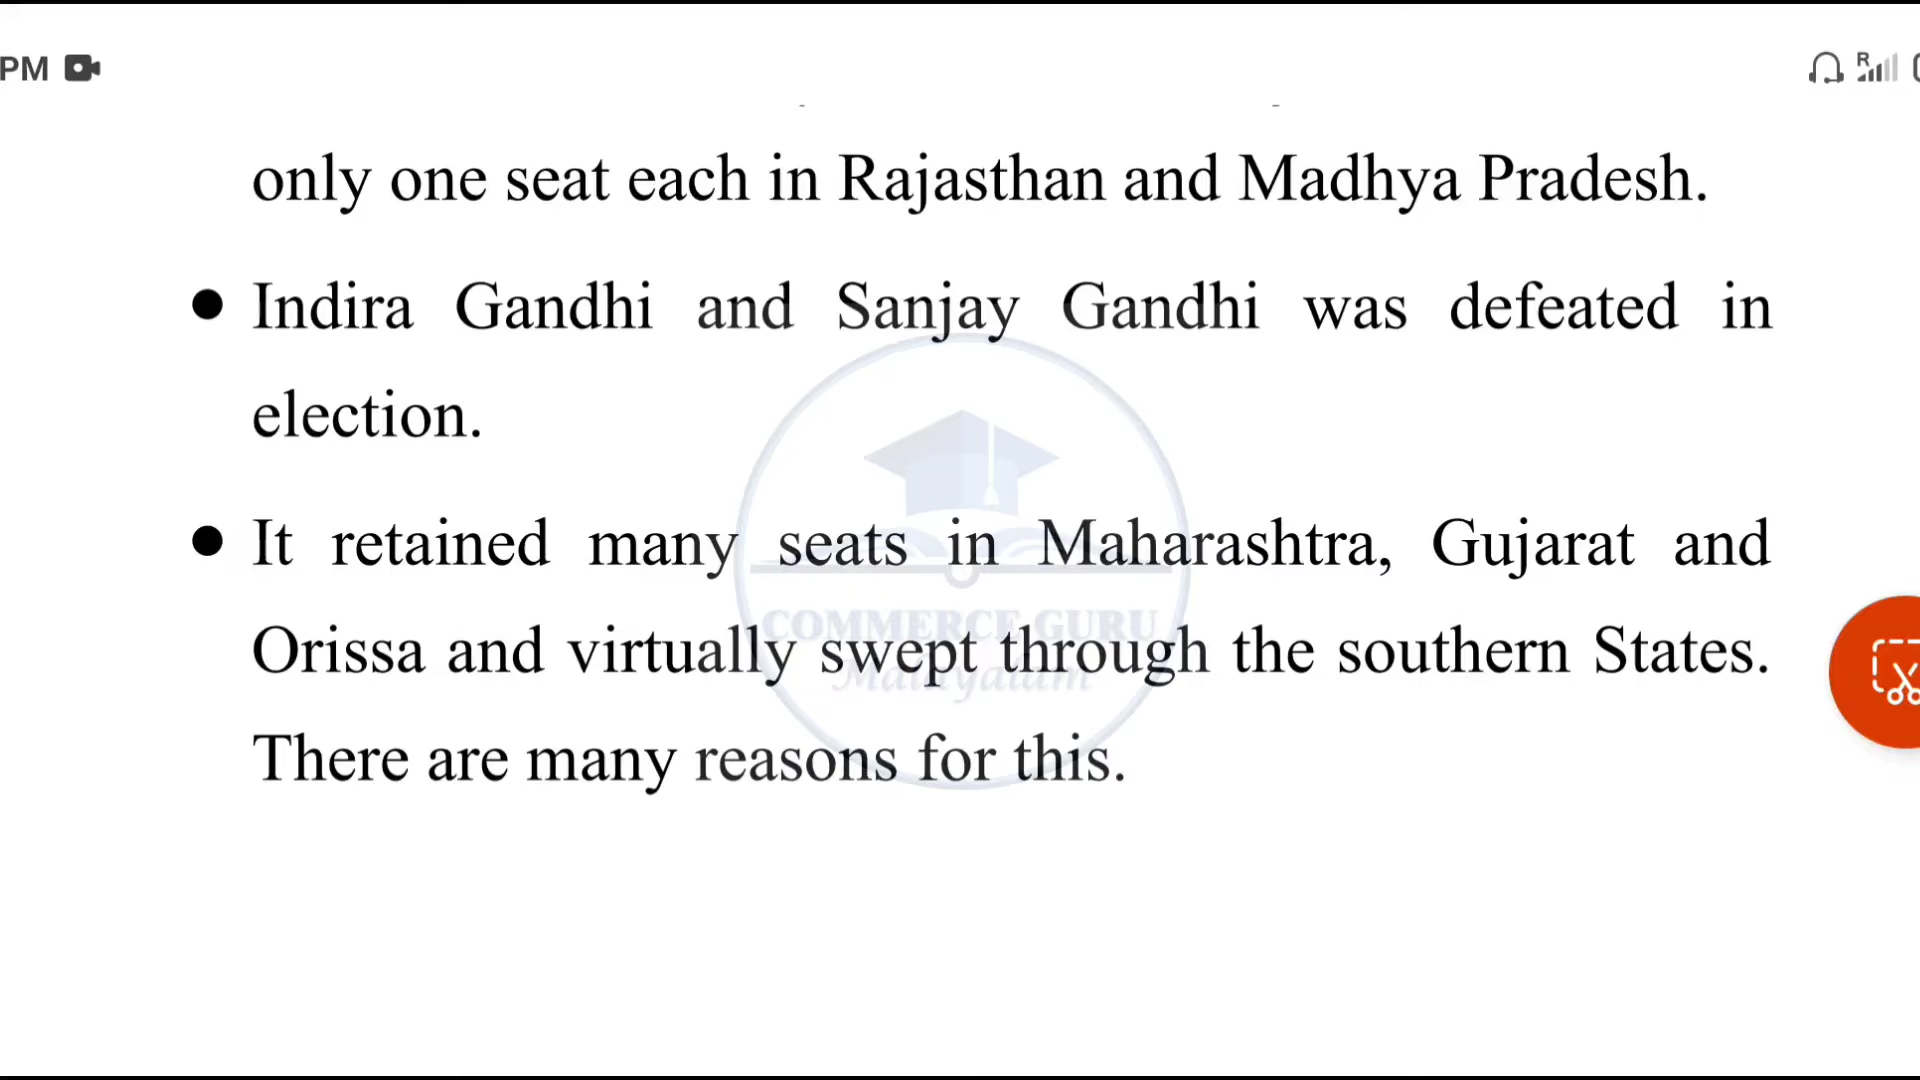 PM
R
only one seat each in Rajasthan and Madhya Pradesh.
● Indira Gandhi and Sanjay Gandhi was defeated in
election.
● It retained many seats in Maharashtra, Gujarat and
COMMERCE GURU
Orissa and virtually swept through the southern States.
Malayalam
There are many reasons for this.